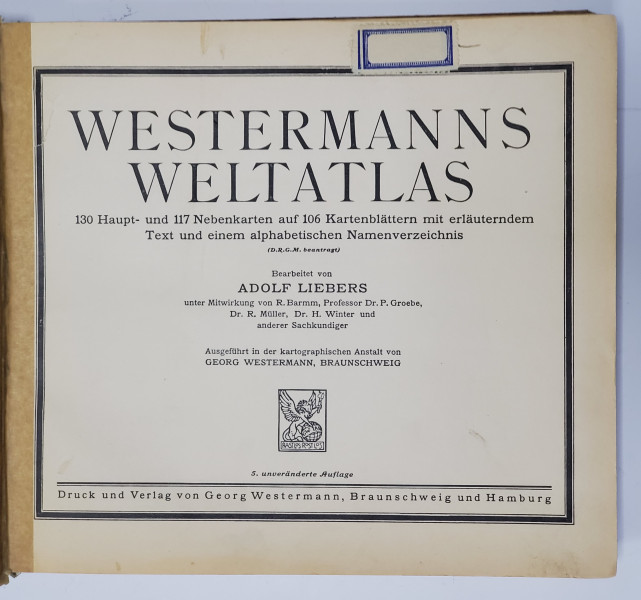 WESTERMANNS
WELTATLAS
130 Haupt- und 117 Nebenkarten auf 106 Kartenblättern mit erläuterndem
Text und einem alphabetischen Namenverzeichnis
(D.R.G.M. beantragt)
Bearbeitet von
ADOLF LIEBERS
unter Mitwirkung von R. Barmm, Professor Dr. P. Groebe,
Dr. R. Müller, Dr. H. Winter und
anderer Sachkundiger
Ausgeführt in der kartographischen Anstalt von
GEORG WESTERMANN, BRAUNSCHWEIG
5. unveränderte Auflage
Druck und Verlag von Georg Westermann, Braunschweig und Hamburg